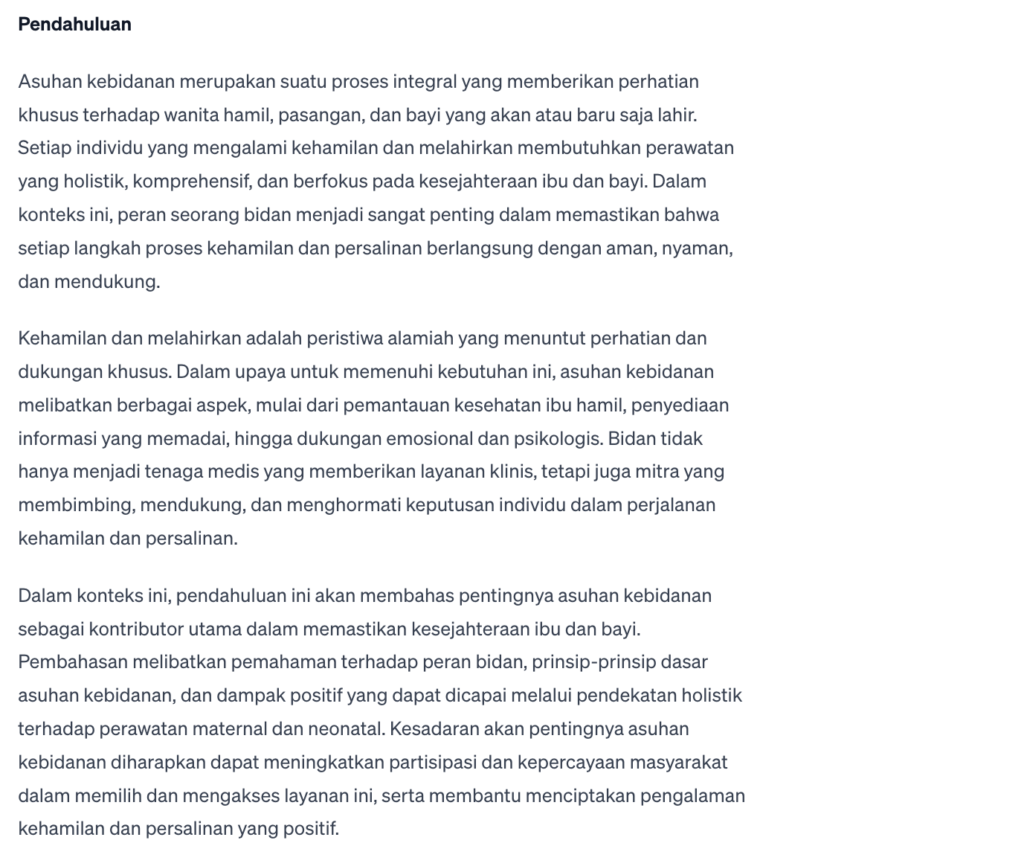 Pendahuluan
Asuhan kebidanan merupakan suatu proses integral yang memberikan perhatian
khusus terhadap wanita hamil, pasangan, dan bayi yang akan atau baru saja lahir.
Setiap individu yang mengalami kehamilan dan melahirkan membutuhkan perawatan
yang holistik, komprehensif, dan berfokus pada kesejahteraan ibu dan bayi. Dalam
konteks ini, peran seorang bidan menjadi sangat penting dalam memastikan bahwa
setiap langkah proses kehamilan dan persalinan berlangsung dengan aman, nyaman,
dan mendukung.
Kehamilan dan melahirkan adalah peristiwa alamiah yang menuntut perhatian dan
dukungan khusus. Dalam upaya untuk memenuhi kebutuhan ini, asuhan kebidanan
melibatkan berbagai aspek, mulai dari pemantauan kesehatan ibu hamil, penyediaan
informasi yang memadai, hingga dukungan emosional dan psikologis. Bidan tidak
hanya menjadi tenaga medis yang memberikan layanan klinis, tetapi juga mitra yang
membimbing, mendukung, dan menghormati keputusan individu dalam perjalanan
kehamilan dan persalinan.
Dalam konteks ini, pendahuluan ini akan membahas pentingnya asuhan kebidanan
sebagai kontributor utama dalam memastikan kesejahteraan ibu dan bayi.
Pembahasan melibatkan pemahaman terhadap peran bidan, prinsip-prinsip dasar
asuhan kebidanan, dan dampak positif yang dapat dicapai melalui pendekatan holistik
terhadap perawatan maternal dan neonatal. Kesadaran akan pentingnya asuhan
kebidanan diharapkan dapat meningkatkan partisipasi dan kepercayaan masyarakat
dalam memilih dan mengakses layanan ini, serta membantu menciptakan pengalaman
kehamilan dan persalinan yang positif.